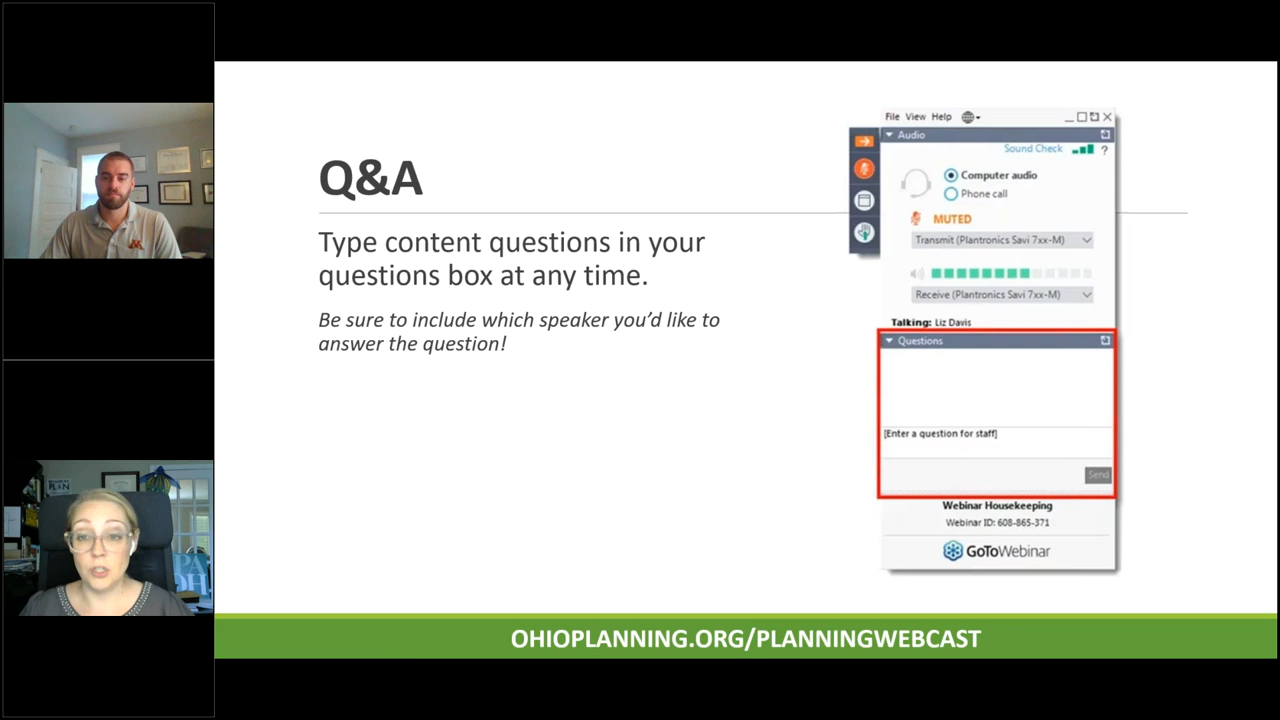 Q&A
Type content questions in your
questions box at any time.
Be sure to include which speaker you'd like to
answer the question!
File View Help
Audio
Sound Check ?
Computer audio
Phone call
MUTED
Transmit (Plantronics Savi 7xx-M)
Receive (Plantronics Savi 7xx-M)
Talking: Liz Davis
Questions
[Enter a question for staff]
Send
Webinar Housekeeping
Webinar ID: 608-865-371
GoToWebinar
OHIOPLANNING.ORG/PLANNINGWEBCAST